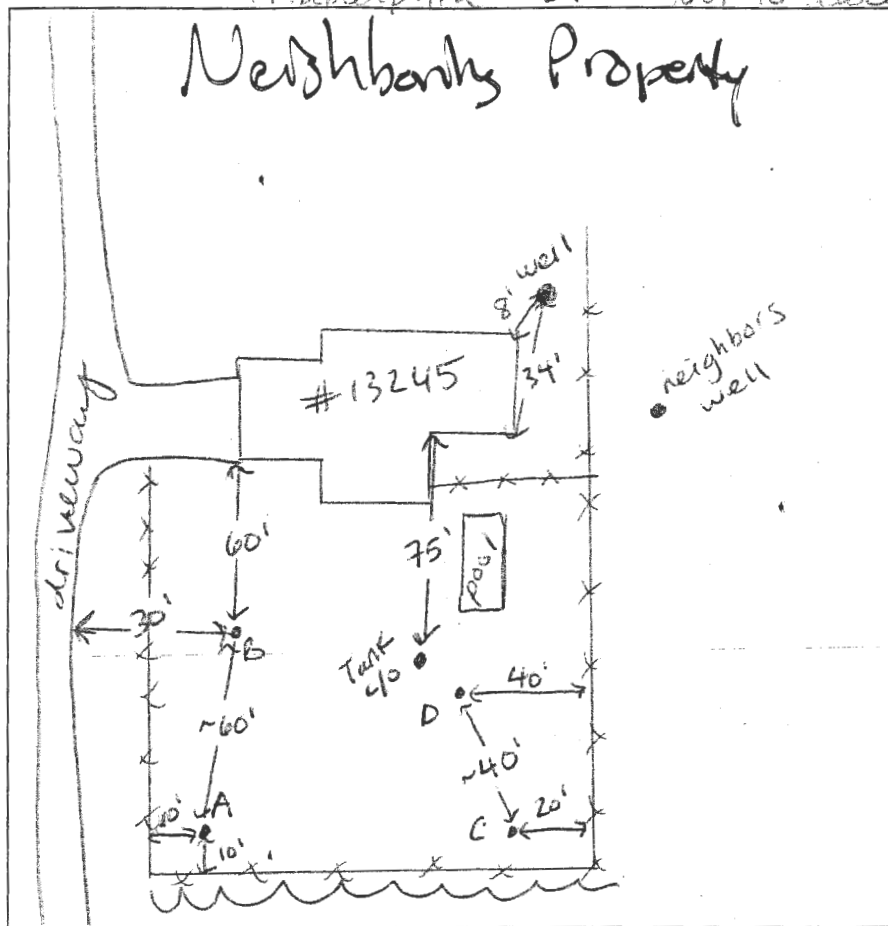 Neighboring Property
well
8'
34'
#13245
neighbors
well
driveway
60'
75'
pool
30'
B
Tank
c/o
40'
D
~60'
~40'
A
10'
10'
C
20'